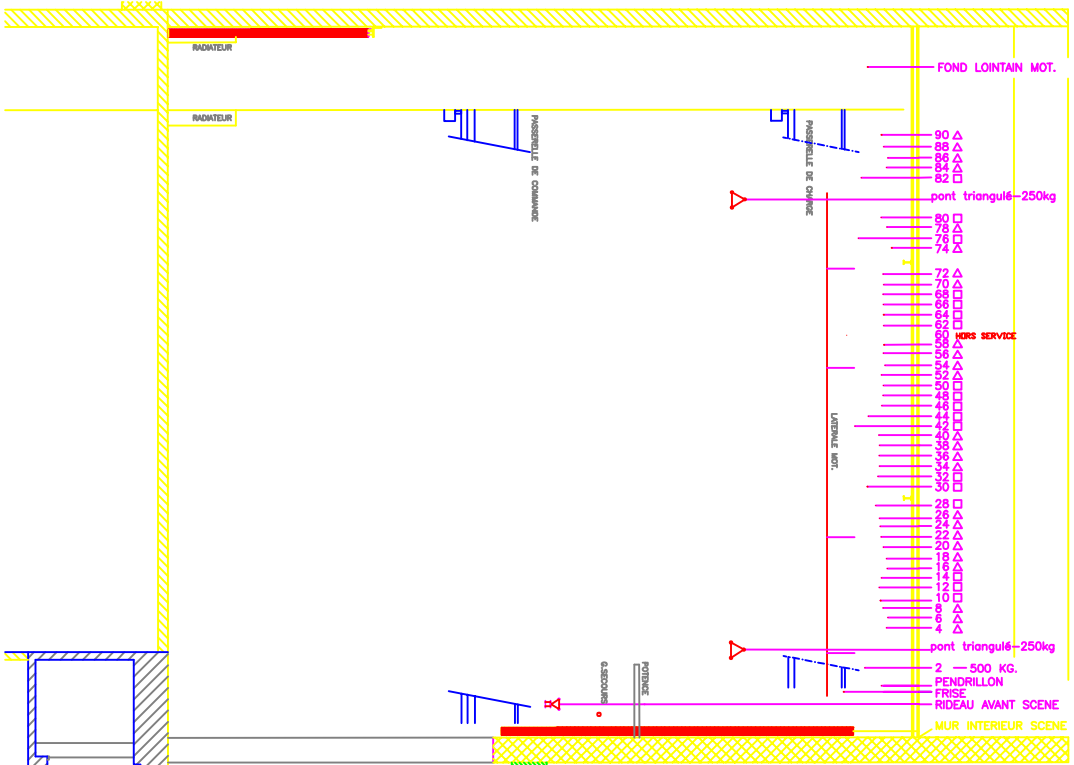 RADIATEUR
FOND LOINTAIN MOT.
RADIATEUR
PASSERELLE DE COMMANDE
PASSERELLE DE CHARGE
90
88
86
84
82
pont triangulé-250kg
80
78
76
74
72
70
68
66
64
62
60 HORS SERVICE
58
56
54
52
50
48
46
44
42
40
38
36
34
32
30
LATERALE MOT.
28
26
24
22
20
18
16
14
12
10
8
6
4
pont triangulé-250kg
2 — 500 KG.
PENDRILLON
FRISE
RIDEAU AVANT SCENE
G.SECOURS
POTENCE
MUR INTERIEUR SCENE